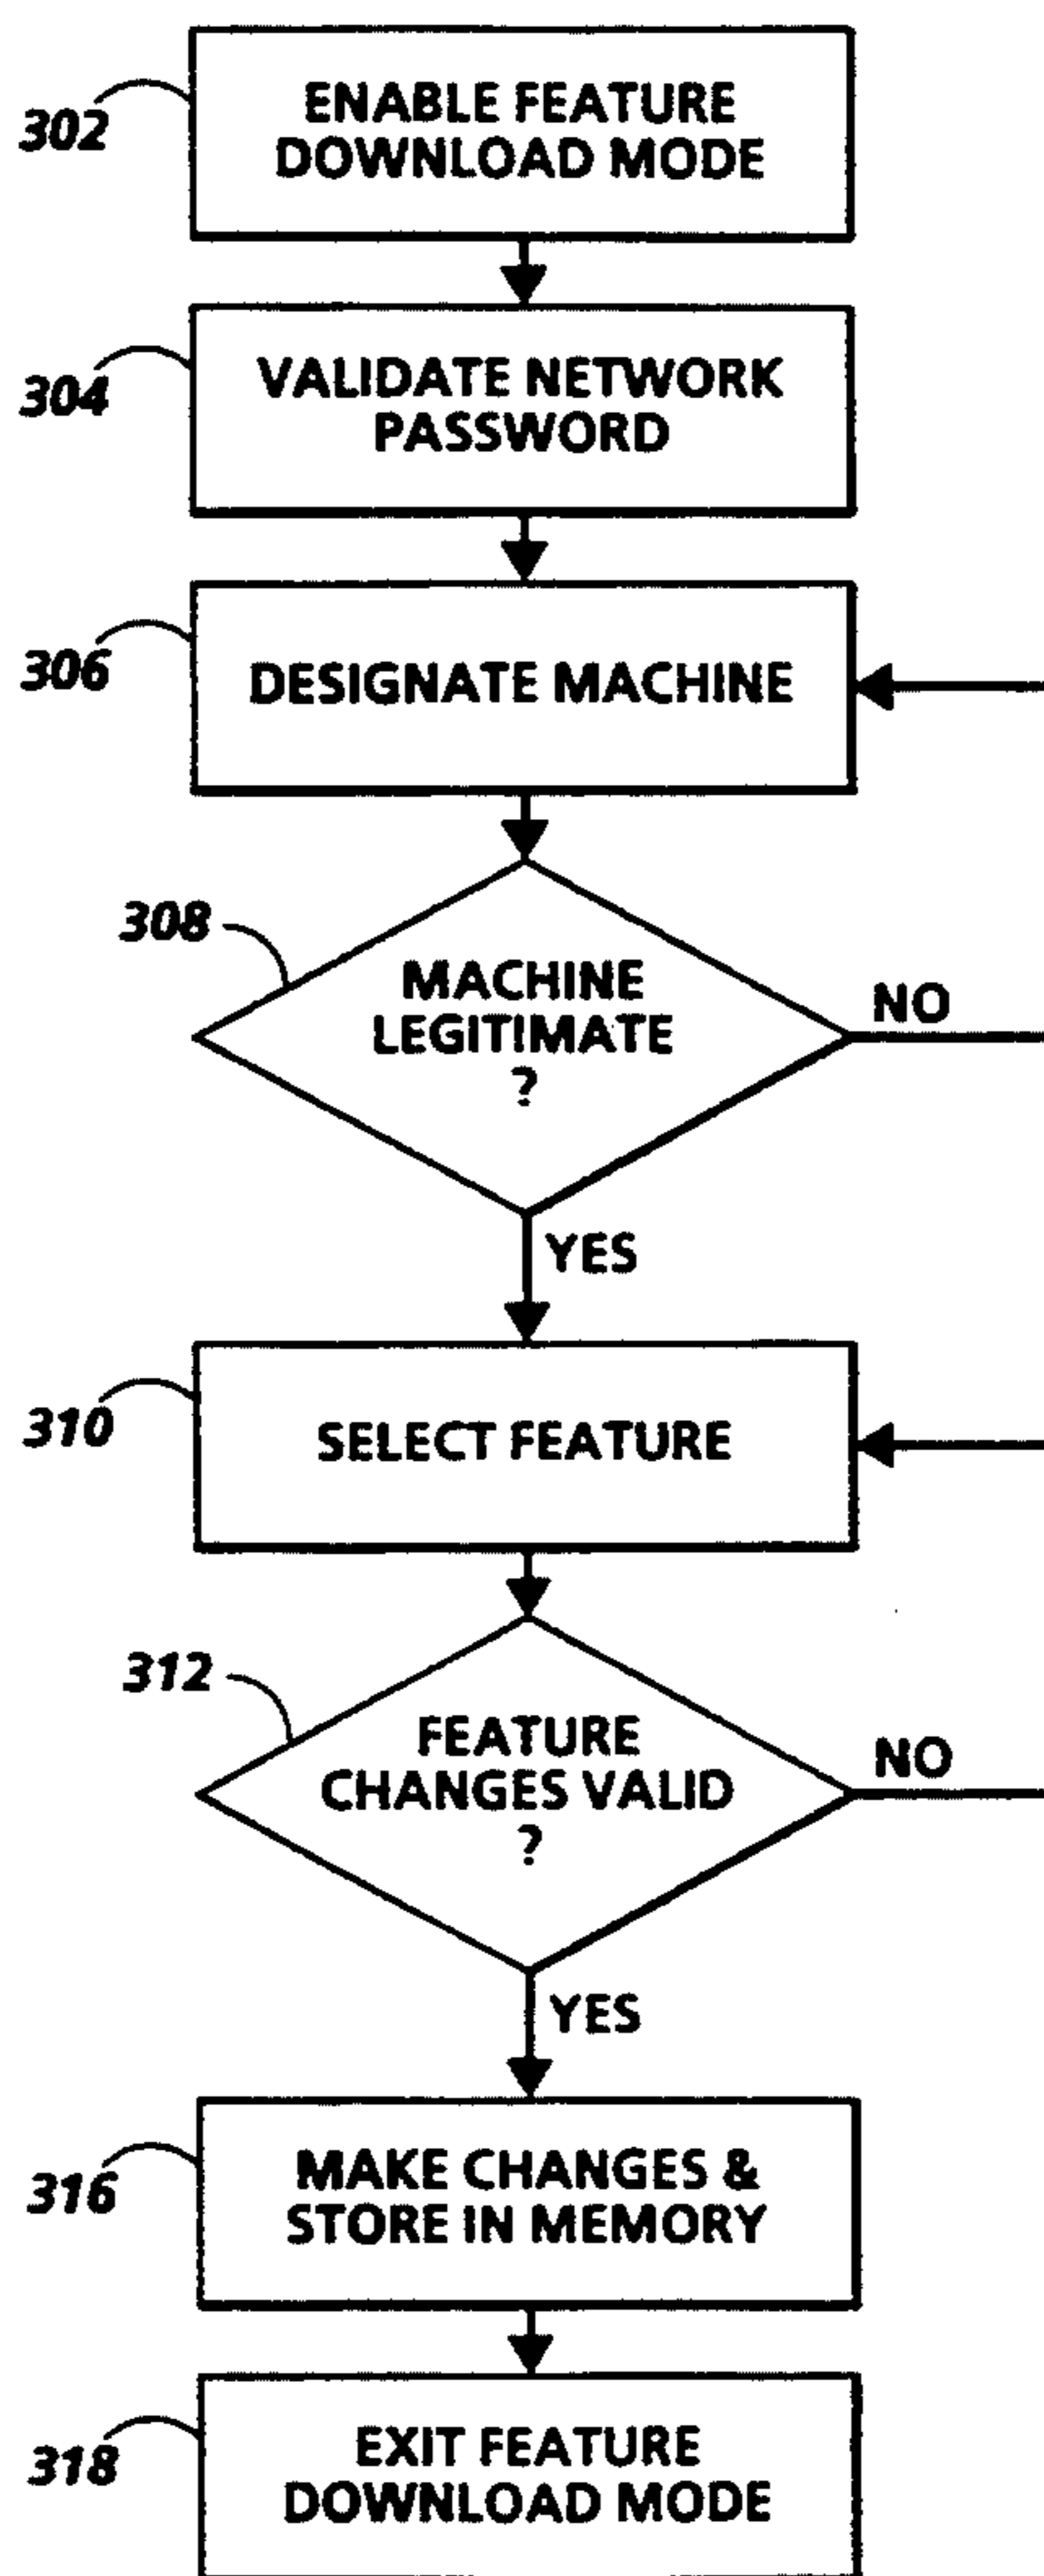 302
ENABLE FEATURE
DOWNLOAD MODE
304
VALIDATE NETWORK
PASSWORD
306
DESIGNATE MACHINE
308
MACHINE
LEGITIMATE
?
NO
YES
310
SELECT FEATURE
312
FEATURE
CHANGES VALID
?
NO
YES
316
MAKE CHANGES &
STORE IN MEMORY
318
EXIT FEATURE
DOWNLOAD MODE